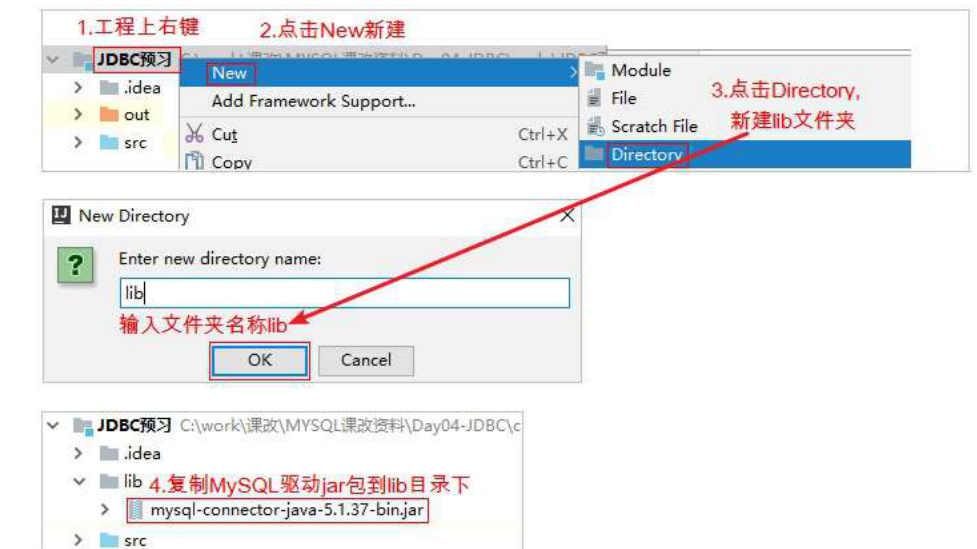 1.工程上右键
2.点击New新建
JDBC预习
New
Module
.idea
Add Framework Support...
File
3.点击Directory,
新建lib文件夹
out
Cut
Ctrl+X
Scratch File
src
Copy
Ctrl+C
Directory
New Directory
Enter new directory name:
lib
输入文件夹名称lib
OK
Cancel
JDBC预习 C:\work\课改\MYSQL课改资料\Day04-JDBC\c
.idea
lib 4.复制MySQL驱动jar包到lib目录下
mysql-connector-java-5.1.37-bin.jar
src